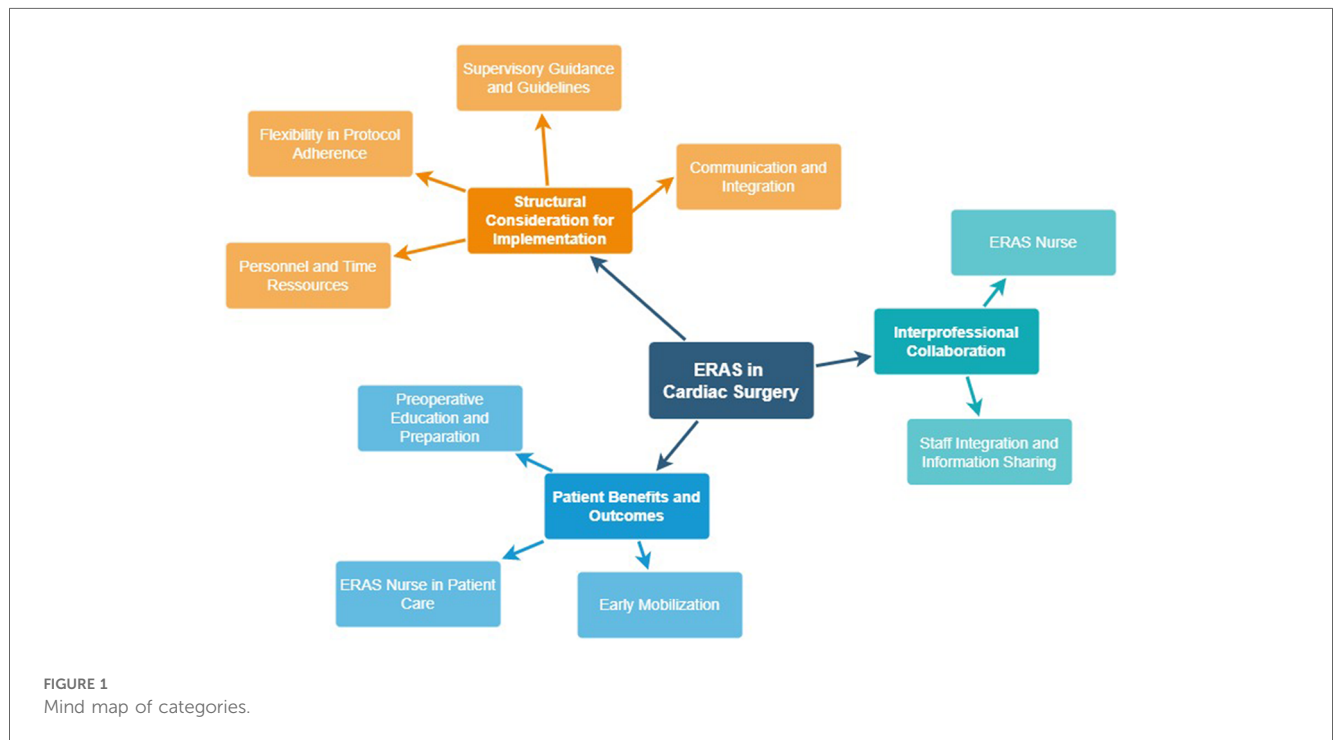 Supervisory Guidance
and Guidelines
Flexibility in Protocol
Adherence
Communication and
Integration
Structural
Consideration for
Implementation
Personnel and Time
Ressources
ERAS Nurse
Interprofessional
Collaboration
ERAS in
Cardiac Surgery
Staff Integration and
Information Sharing
Preoperative
Education and
Preparation
Patient Benefits and
Outcomes
ERAS Nurse in Patient
Care
Early Mobilization
FIGURE 1
Mind map of categories.